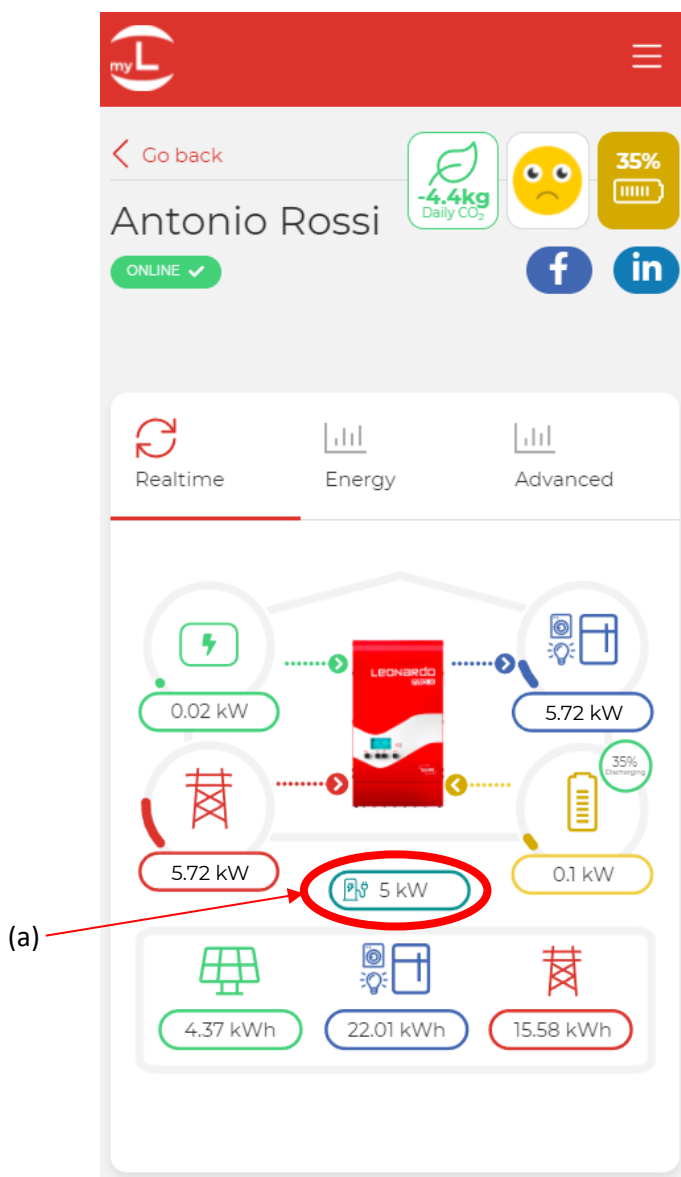 my L
Go back
-4.4kg
Daily CO₂
35%
Antonio Rossi
ONLINE
f in
Realtime Energy Advanced
LEONARDO
0.02 kW
5.72 kW
35%
Discharging
5.72 kW
0.1 kW
5 kW
(a)
4.37 kWh 22.01 kWh 15.58 kWh